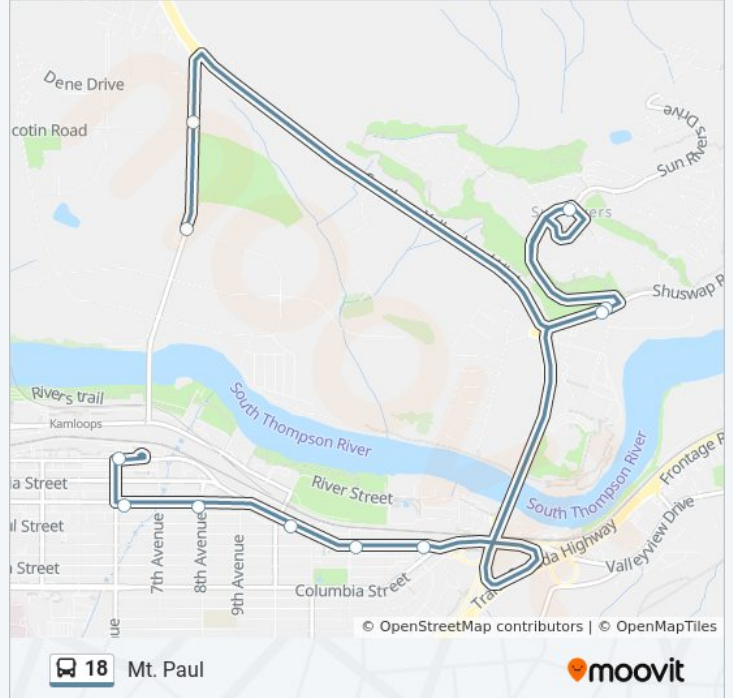 Dene Drive
cotin Road
Sun Rivers Drive
Shuswap R
Rivers trail
Kamloops
South Thompson River
South Thompson River
Frontage R
ia Street
River Street
l Street
7th Avenue
8th Avenue
9th Avenue
Valleyview Drive
a Street
Columbia Street
ue
© OpenStreetMap contributors | © OpenMapTiles
18 Mt. Paul
moovit